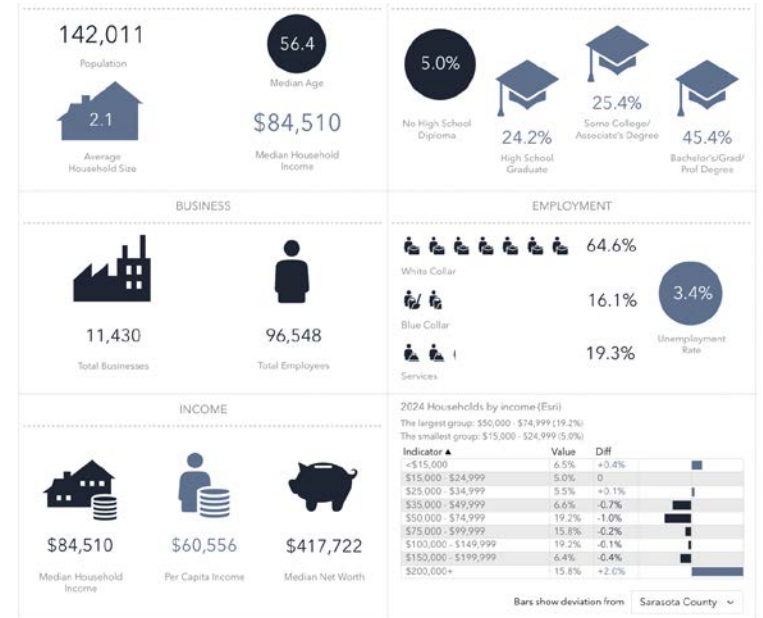 142,011
Population
56.4
Median Age
2.1
Average
Household Size
$84,510
Median Household
Income
5.0%
No High School
Diploma
24.2%
High School
Graduate
25.4%
Some College/
Associate's Degree
45.4%
Bachelor's/Grad/
Prof Degree
BUSINESS
11,430
Total Businesses
96,548
Total Employees
EMPLOYMENT
64.6%
White Collar
16.1%
Blue Collar
19.3%
Services
3.4%
Unemployment
Rate
INCOME
$84,510
Median Household
Income
$60,556
Per Capita Income
$417,722
Median Net Worth
2024 Households by income (Esri)
The largest group: $50,000 - $74,999 (19.2%)
The smallest group: $15,000 - $24,999 (5.0%)
Indicator ▲ Value Diff
<$15,000 6.5% +0.4%
$15,000 - $24,999 5.0% 0
$25,000 - $34,999 5.5% +0.1%
$35,000 - $49,999 6.6% -0.7%
$50,000 - $74,999 19.2% -1.0%
$75,000 - $99,999 15.8% -0.2%
$100,000 - $149,999 19.2% -0.1%
$150,000 - $199,999 6.4% -0.4%
$200,000+ 15.8% +2.0%
Bars show deviation from Sarasota County